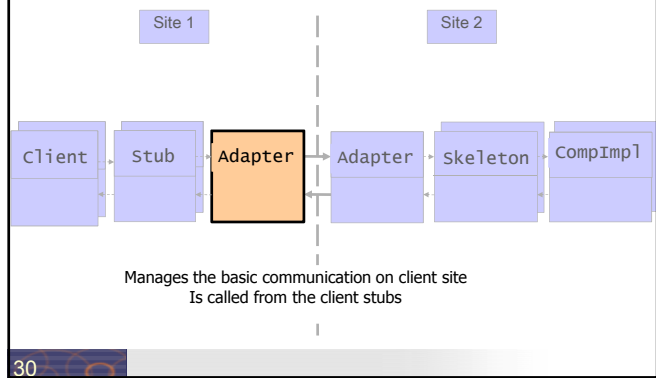 Site 1
Site 2
Client
Stub
Adapter
Adapter
Skeleton
CompImpl
Manages the basic communication on client site
Is called from the client stubs
30